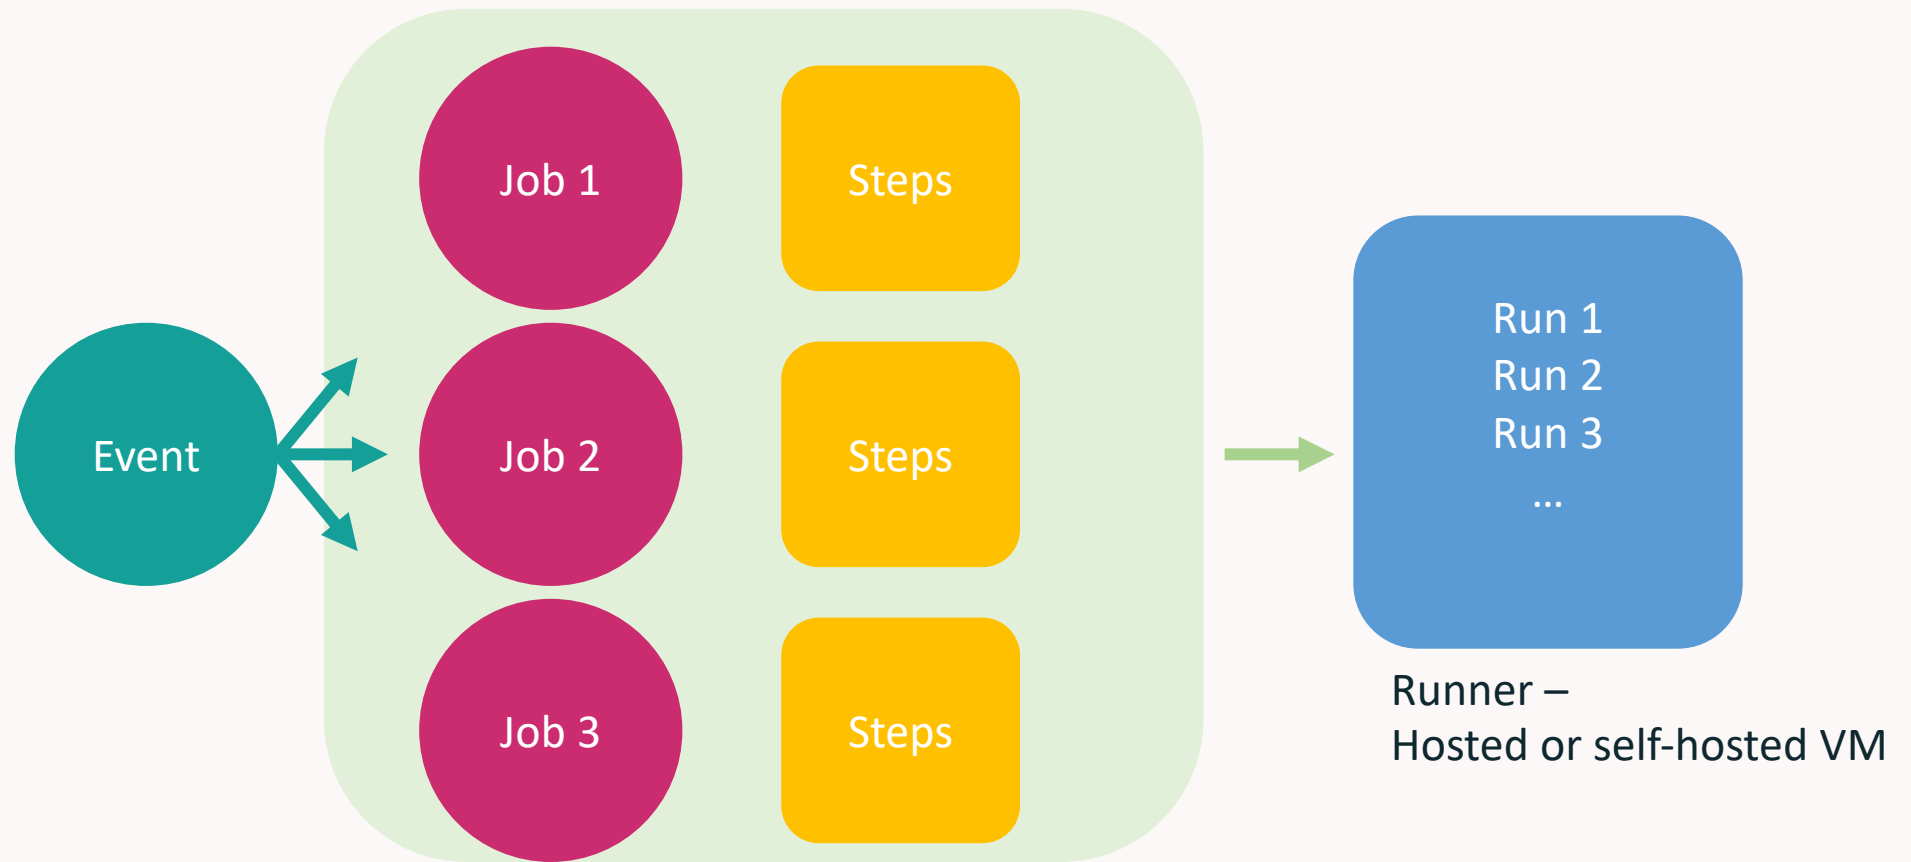 Event
Job 1
Steps
Job 2
Steps
Job 3
Steps
Run 1
Run 2
Run 3
...
Runner –
Hosted or self-hosted VM